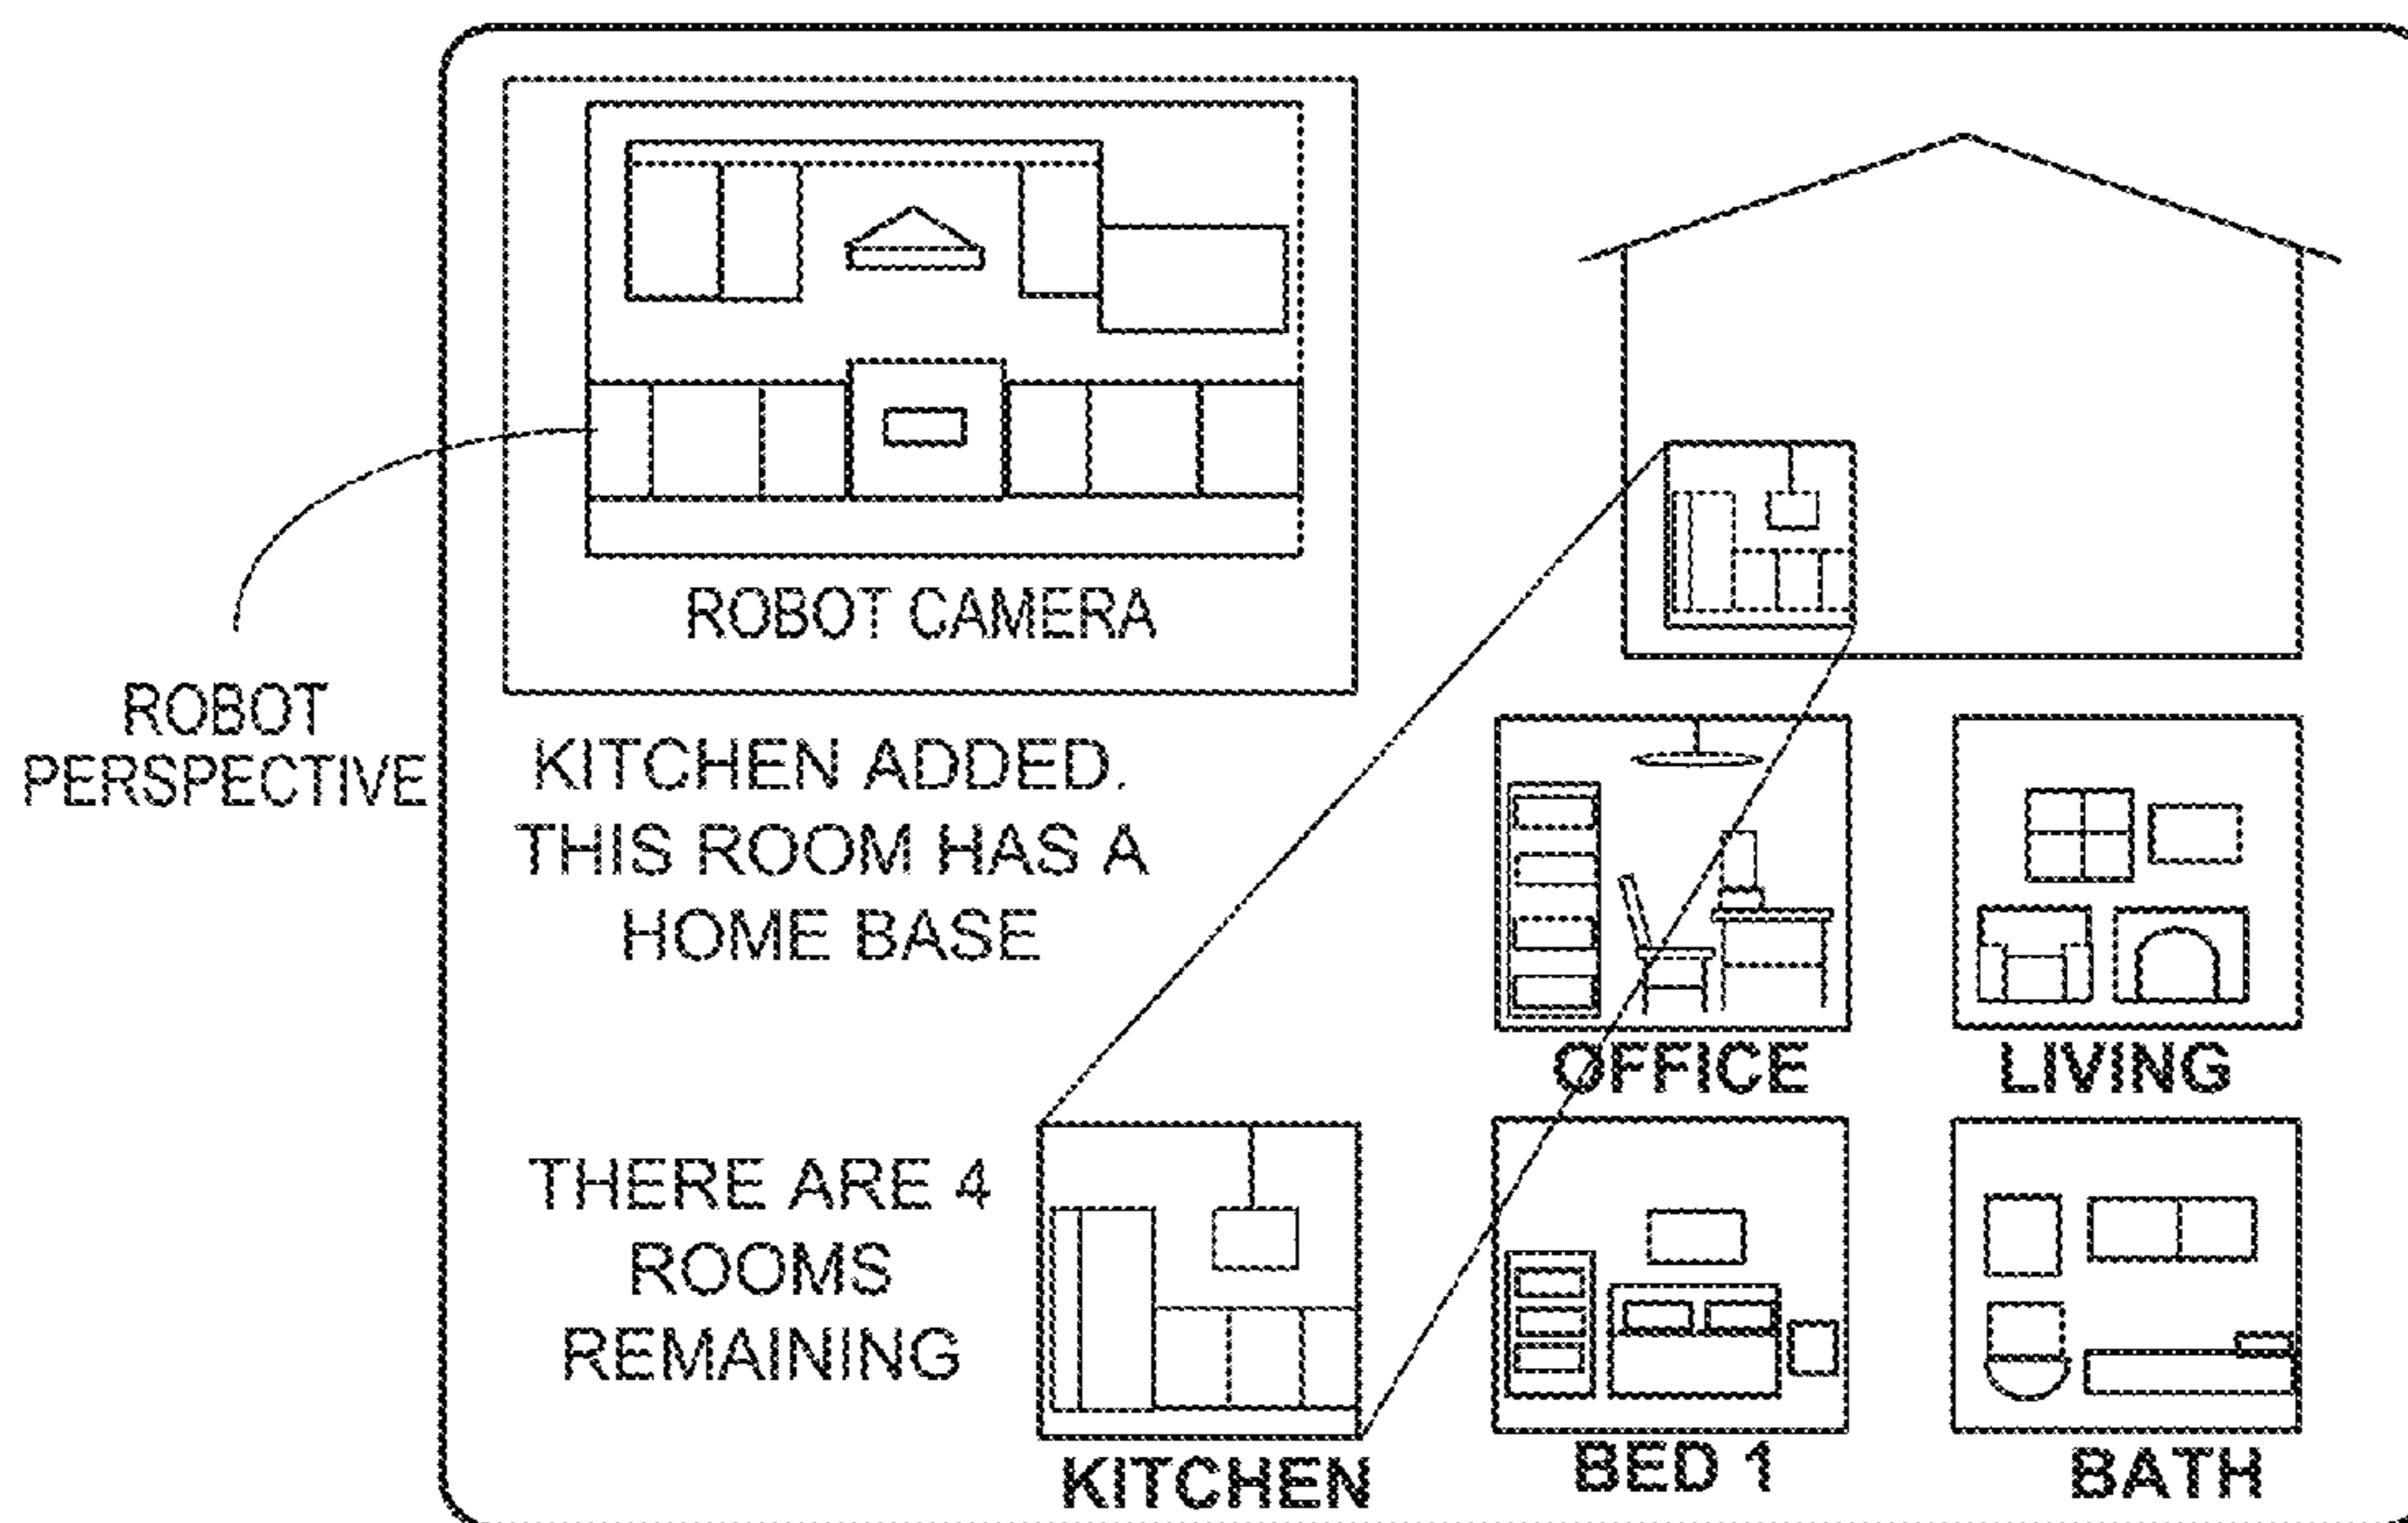 ROBOT CAMERA
ROBOT
PERSPECTIVE
KITCHEN ADDED.
THIS ROOM HAS A
HOME BASE
OFFICE
LIVING
THERE ARE 4
ROOMS
REMAINING
KITCHEN
BED 1
BATH